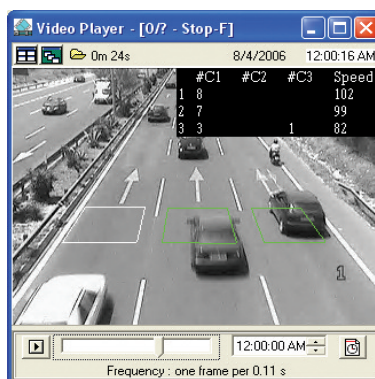 Video Player - [0/? - Stop-F]
0m 24s 8/4/2006 12:00:16 AM
#C1 #C2 #C3 Speed
1 8 102
2 7 99
3 3 1 82
1
12:00:00 AM
Frequency : one frame per 0.11 s